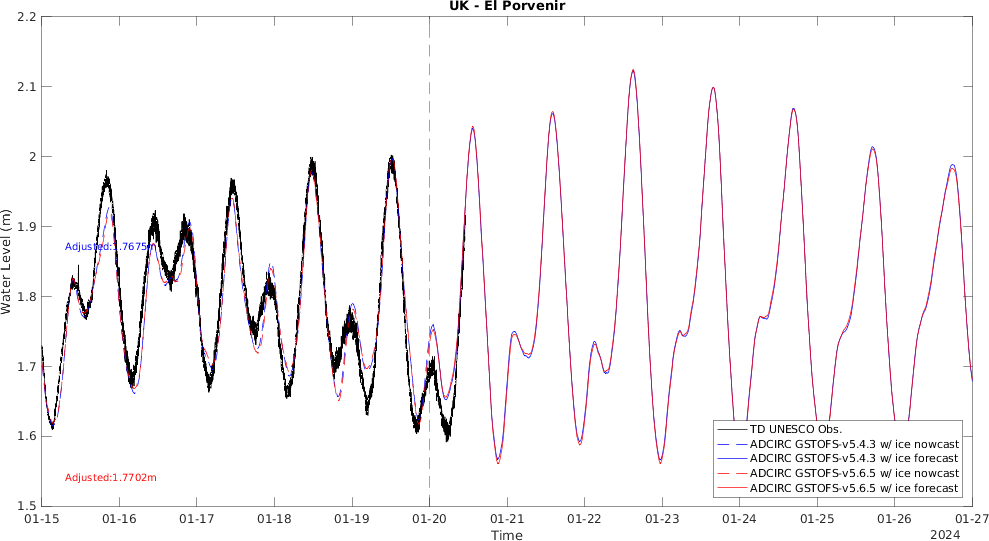 UK - El Porvenir
2.2
2.1
2
1.9
1.8
1.7
1.6
1.5
Water Level (m)
Adjusted:1.7675m
Adjusted:1.7702m
TD UNESCO Obs.
ADCIRC GSTOFS-v5.4.3 w/ ice nowcast
ADCIRC GSTOFS-v5.4.3 w/ ice forecast
ADCIRC GSTOFS-v5.6.5 w/ ice nowcast
ADCIRC GSTOFS-v5.6.5 w/ ice forecast
01-15 01-16 01-17 01-18 01-19 01-20 01-21 01-22 01-23 01-24 01-25 01-26 01-27
Time
2024